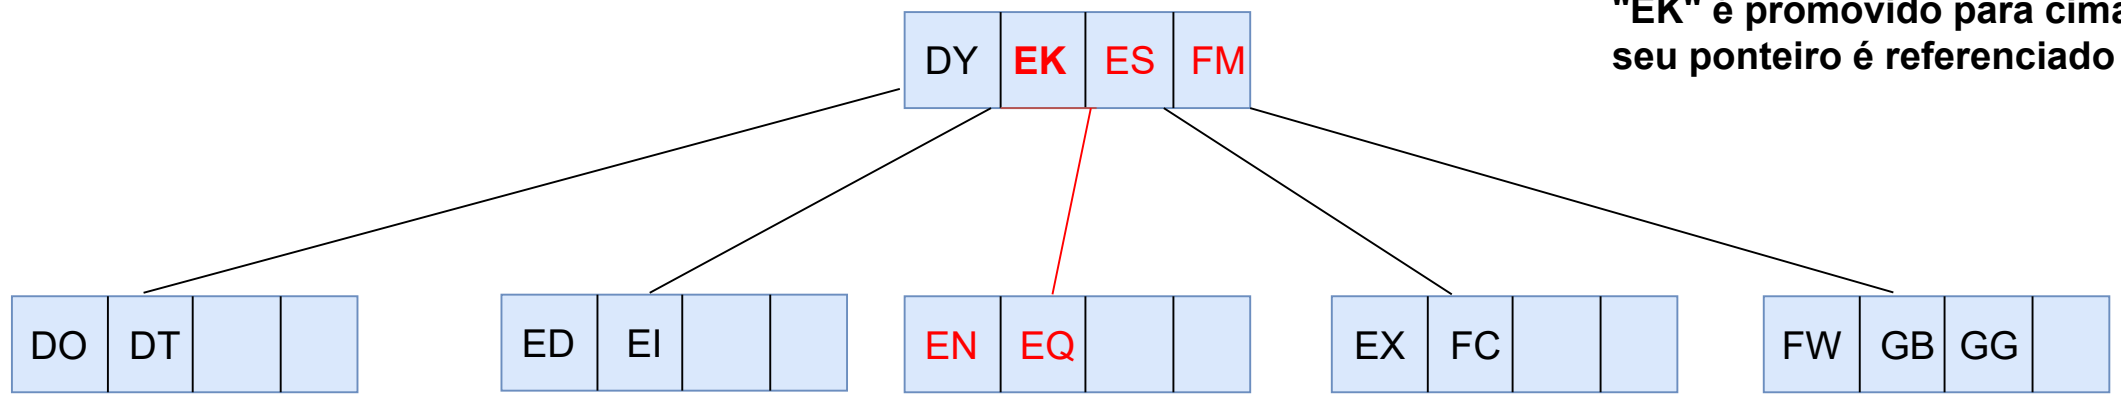 "EK" é promovido para cima
seu ponteiro é referenciado
DY EK ES FM
DO DT ED EI EN EQ EX FC FW GB GG